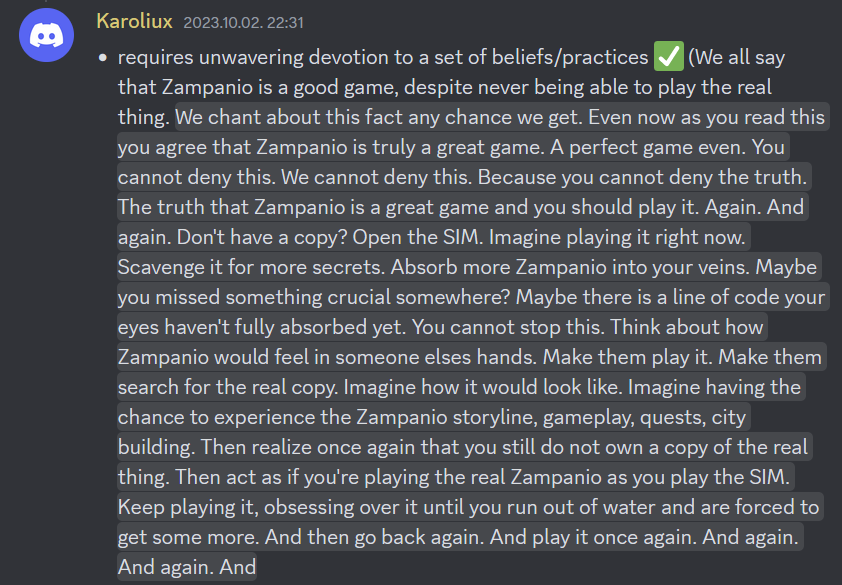 Karoliux 2023.10.02. 22:31
• requires unwavering devotion to a set of beliefs/practices ✅ (We all say
that Zampanio is a good game, despite never being able to play the real
thing. We chant about this fact any chance we get. Even now as you read this
you agree that Zampanio is truly a great game. A perfect game even. You
cannot deny this. We cannot deny this. Because you cannot deny the truth.
The truth that Zampanio is a great game and you should play it. Again. And
again. Don't have a copy? Open the SIM. Imagine playing it right now.
Scavenge it for more secrets. Absorb more Zampanio into your veins. Maybe
you missed something crucial somewhere? Maybe there is a line of code your
eyes haven't fully absorbed yet. You cannot stop this. Think about how
Zampanio would feel in someone elses hands. Make them play it. Make them
search for the real copy. Imagine how it would look like. Imagine having the
chance to experience the Zampanio storyline, gameplay, quests, city
building. Then realize once again that you still do not own a copy of the real
thing. Then act as if you're playing the real Zampanio as you play the SIM.
Keep playing it, obsessing over it until you run out of water and are forced to
get some more. And then go back again. And play it once again. And again.
And again. And